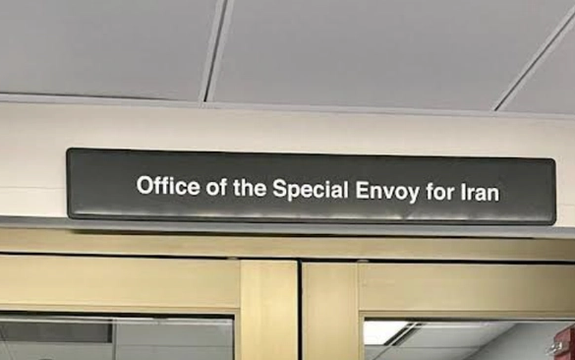 Office of the Special Envoy for Iran